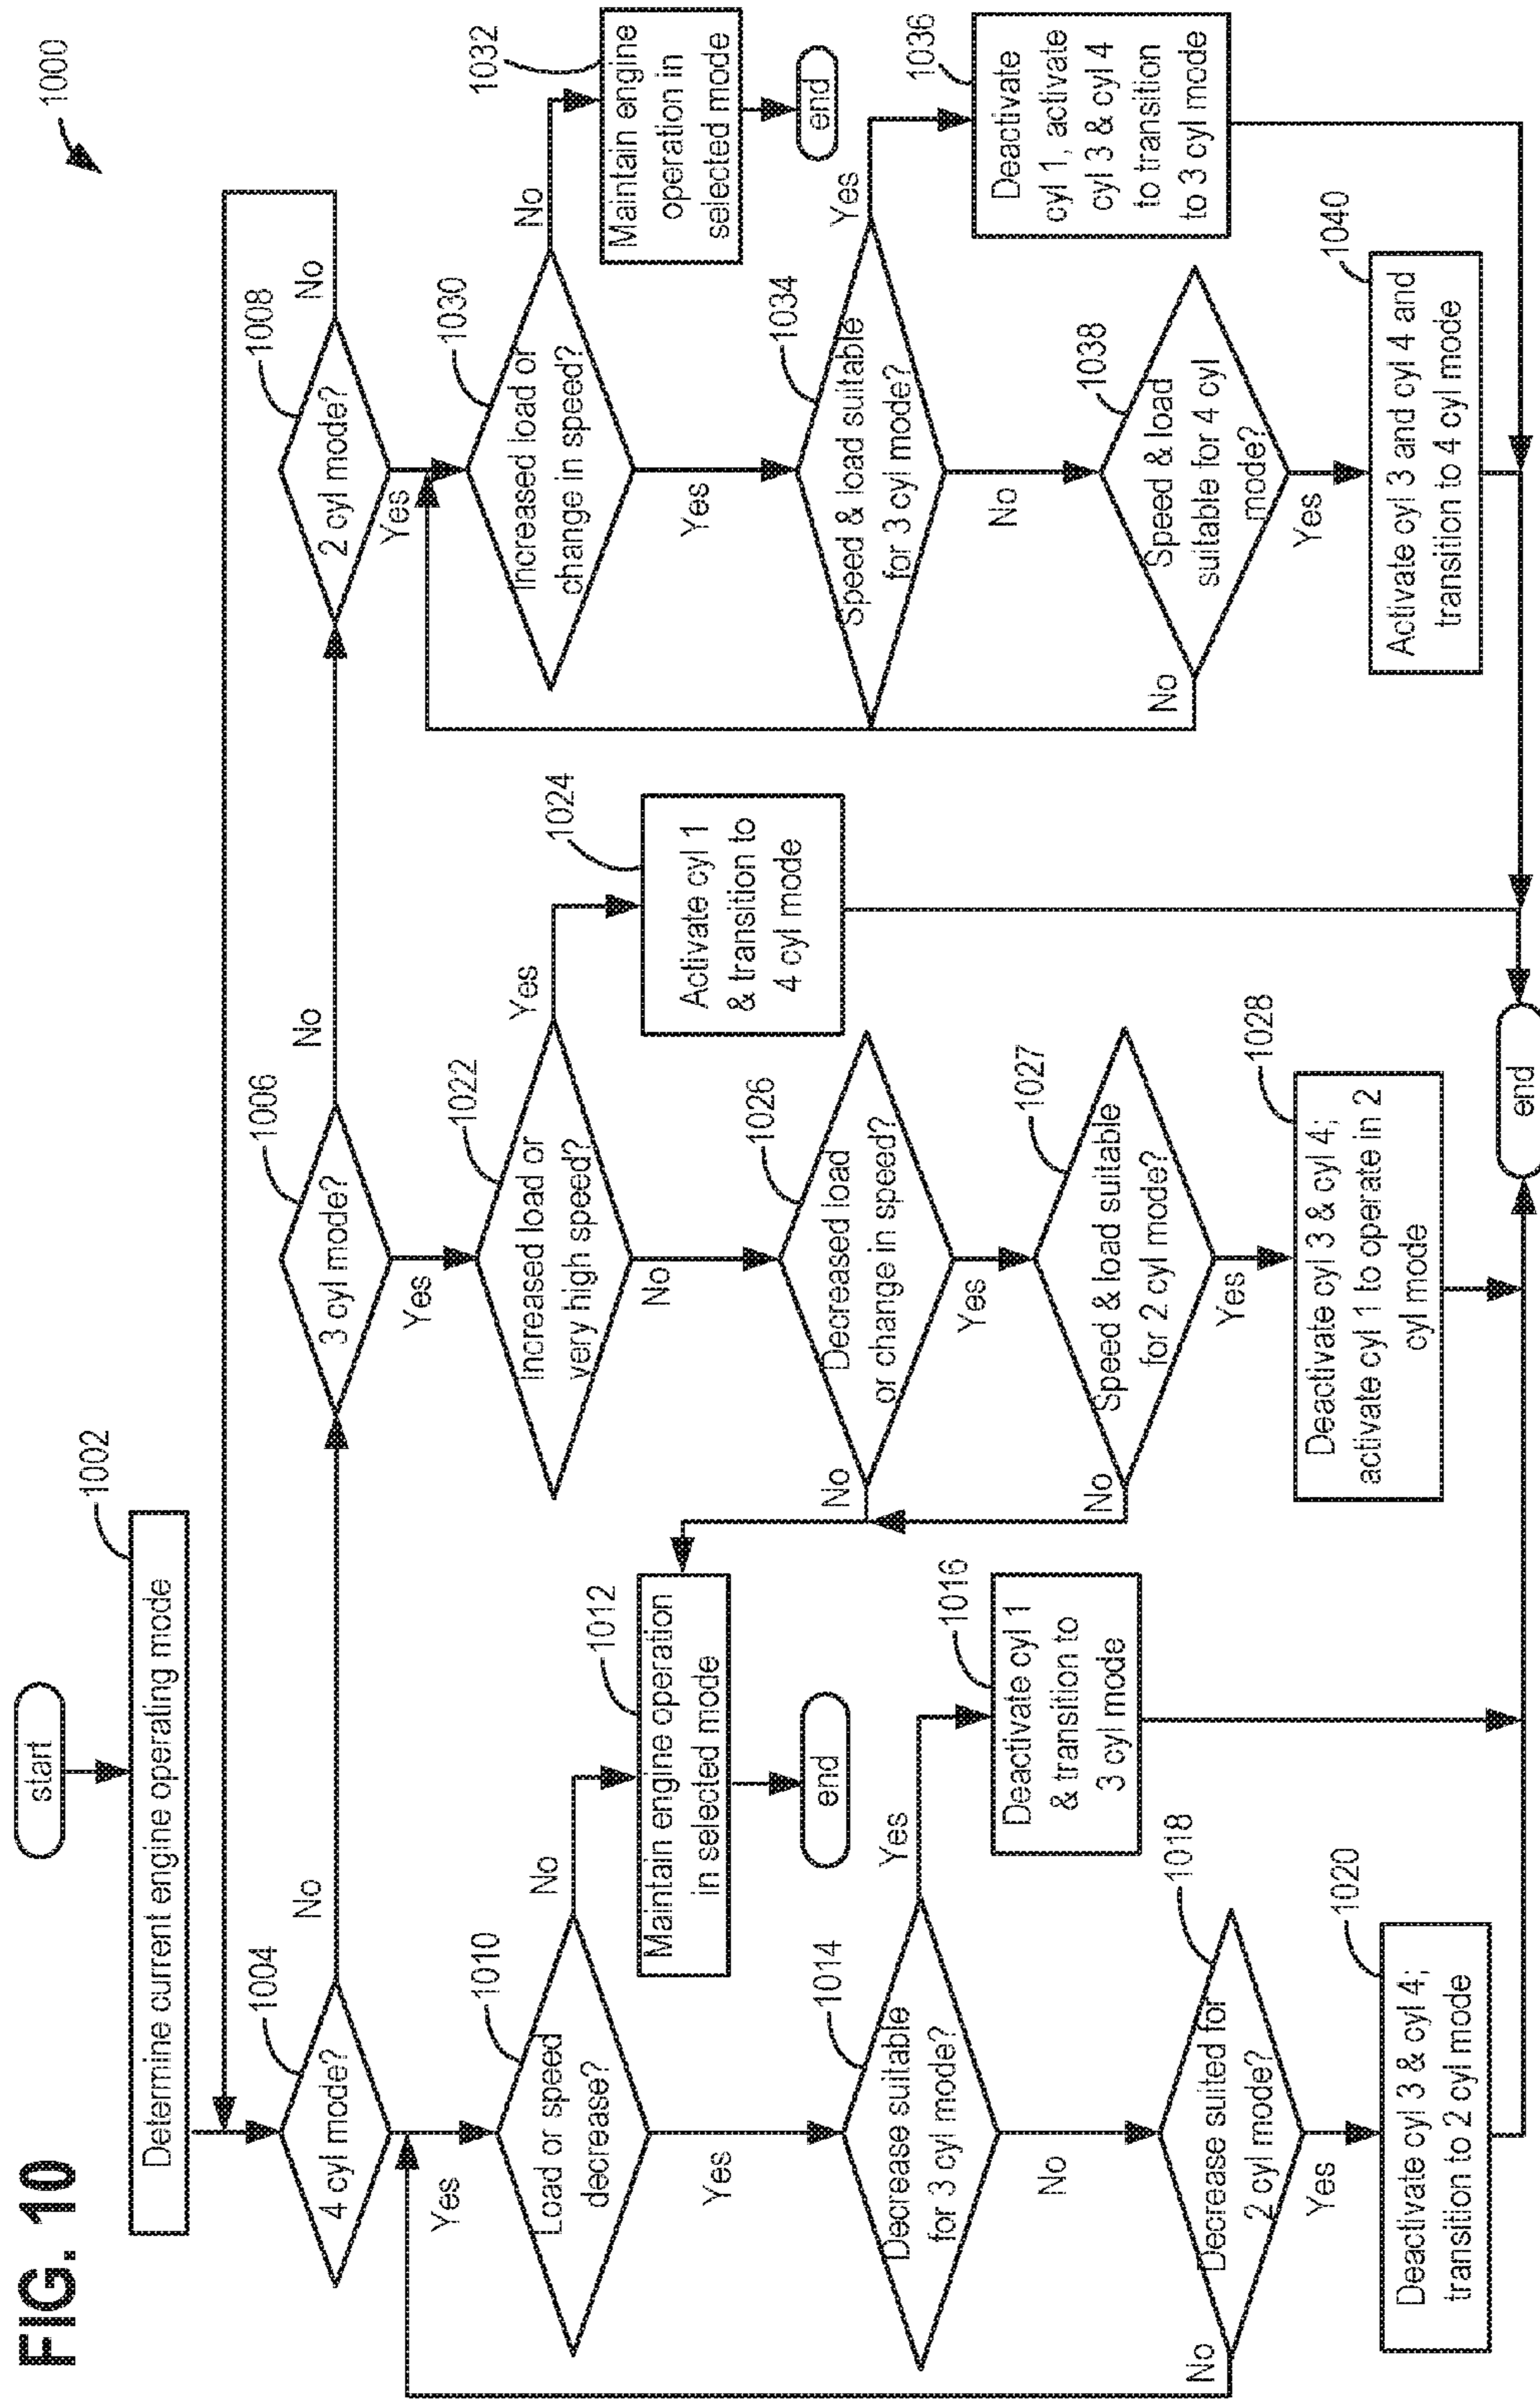 FIG. 10
1000
start
1002
Determine current engine operating mode
1004
4 cyl mode?
No
1006
3 cyl mode?
No
1008
2 cyl mode?
No
Yes
1010
Load or speed
decrease?
No
1012
Maintain engine operation
in selected mode
end
Yes
1014
Decrease suitable
for 3 cyl mode?
Yes
1016
Deactivate cyl 1
& transition to
3 cyl mode
No
1018
Decrease suited for
2 cyl mode?
No
Yes
1020
Deactivate cyl 3 & cyl 4;
transition to 2 cyl mode
Yes
1022
Increased load or
very high speed?
Yes
1024
Activate cyl 1
& transition to
4 cyl mode
No
1026
Decreased load
or change in speed?
No
Yes
1027
Speed & load suitable
for 2 cyl mode?
No
Yes
1028
Deactivate cyl 3 & cyl 4;
activate cyl 1 to operate in 2
cyl mode
Yes
1030
Increased load or
change in speed?
No
1032
Maintain engine
operation in
selected mode
end
Yes
1034
Speed & load suitable
for 3 cyl mode?
Yes
1036
Deactivate
cyl 1, activate
cyl 3 & cyl 4
to transition
to 3 cyl mode
No
1038
Speed & load
suitable for 4 cyl
mode?
No
Yes
1040
Activate cyl 3 and cyl 4 and
transition to 4 cyl mode
end